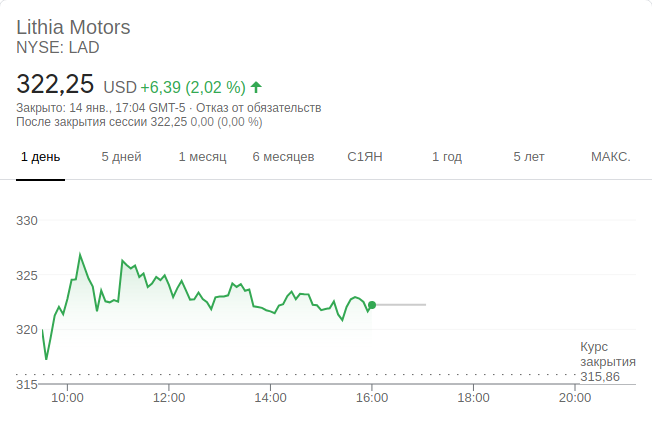 Lithia Motors
NYSE: LAD
322,25 USD +6,39 (2,02 %)
Закрыто: 14 янв., 17:04 GMT-5 · Отказ от обязательств
После закрытия сессии 322,25 0,00 (0,00 %)
1 день 5 дней 1 месяц 6 месяцев С1ЯН 1 год 5 лет МАКС.
330
325
320
Курс
закрытия
315,86
315
10:00 12:00 14:00 16:00 18:00 20:00